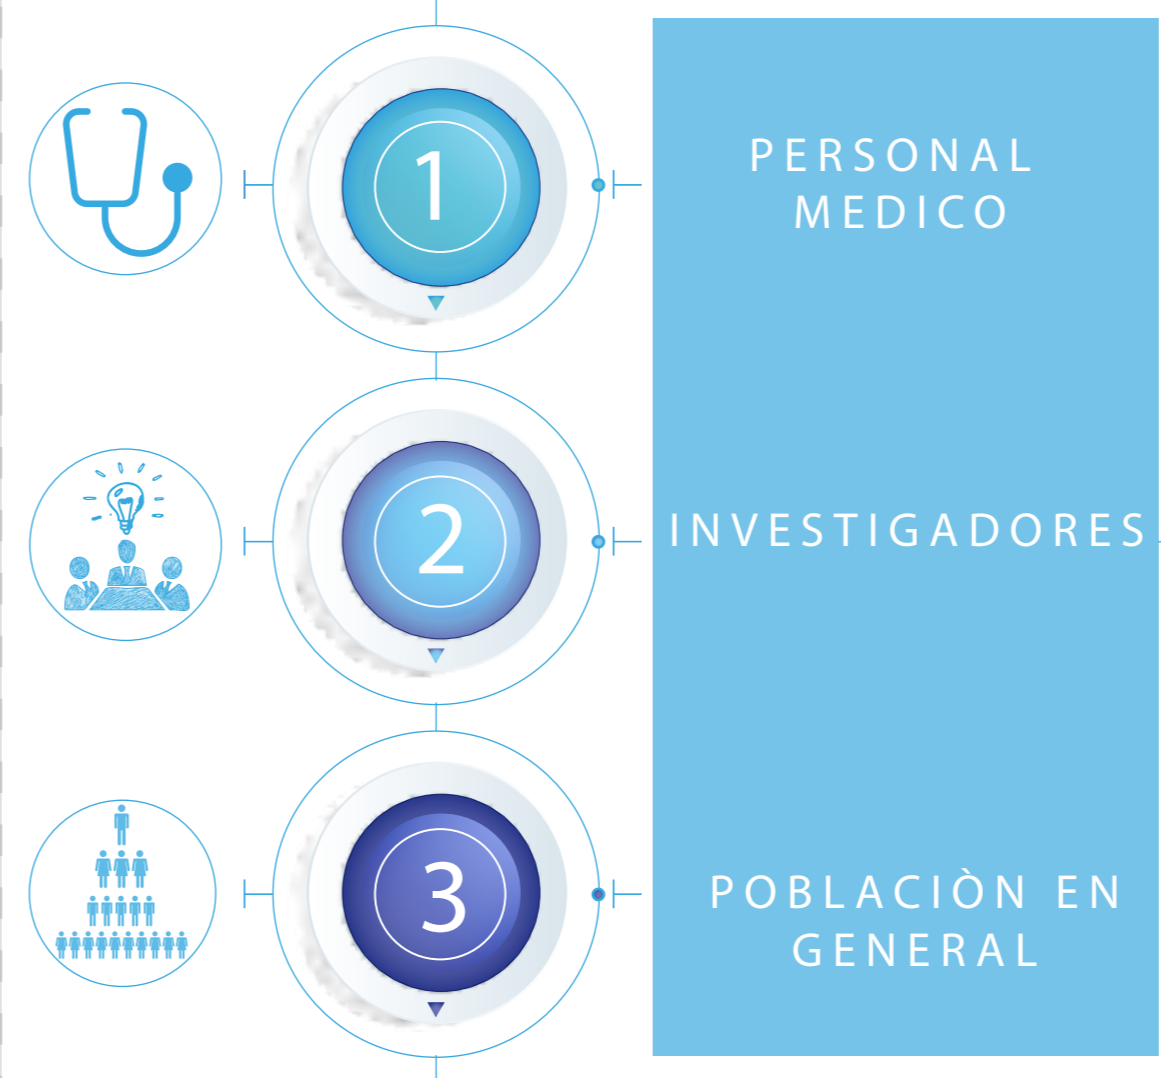 1
PERSONAL
MEDICO
2
INVESTIGADORES
3
POBLACIÒN EN
GENERAL